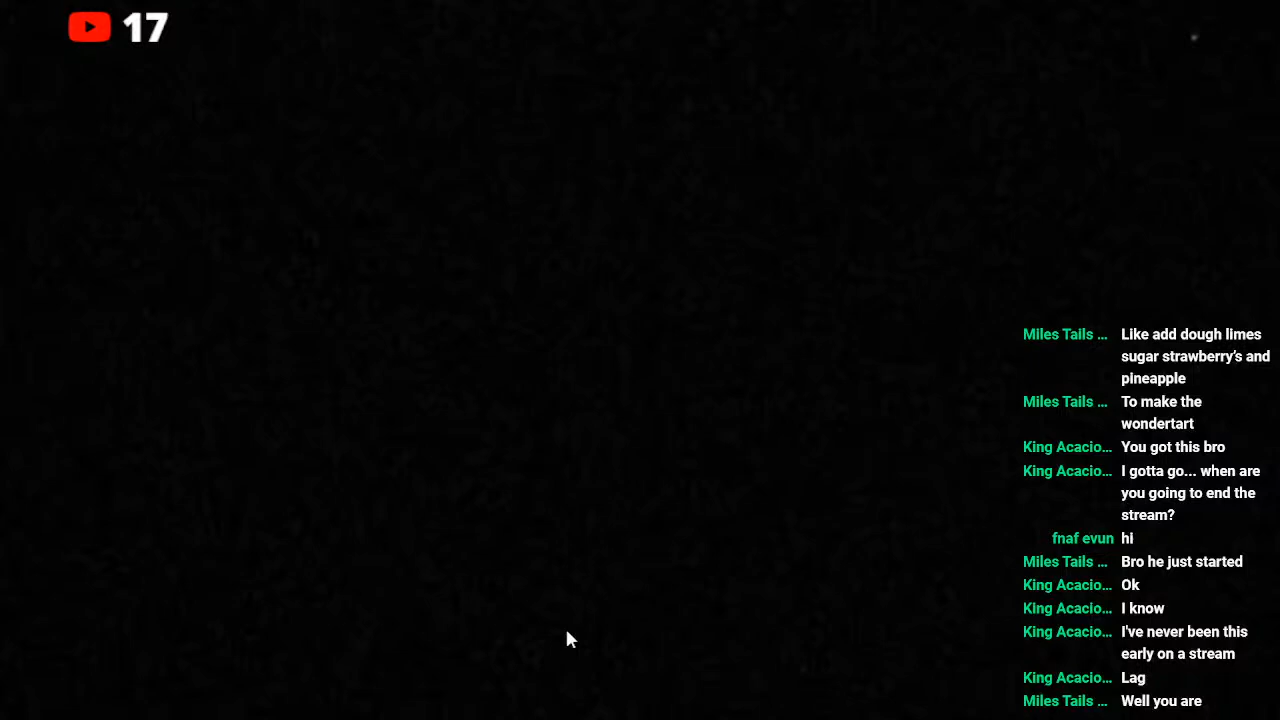 17
Miles Tails ... Like add dough limes
sugar strawberry's and
pineapple
Miles Tails ... To make the
wondertart
King Acacio... You got this bro
King Acacio... I gotta go... when are
you going to end the
stream?
fnaf evun hi
Miles Tails ... Bro he just started
King Acacio... Ok
King Acacio... I know
King Acacio... I've never been this
early on a stream
King Acacio... Lag
Miles Tails ... Well you are